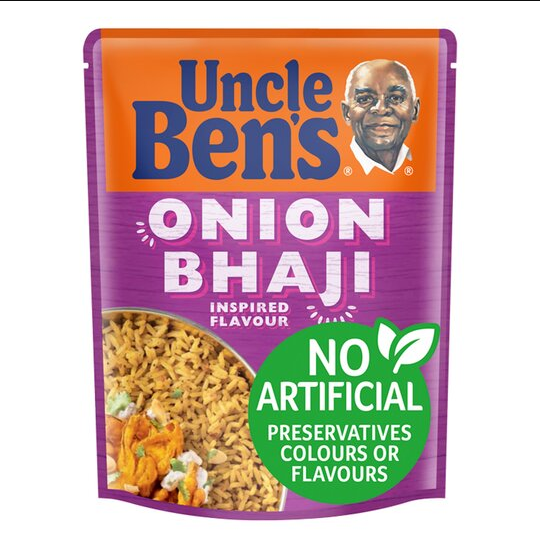 Uncle
Ben's®
®
ONION
BHAJI
INSPIRED
FLAVOUR
NO
ARTIFICIAL
PRESERVATIVES
COLOURS OR
FLAVOURS